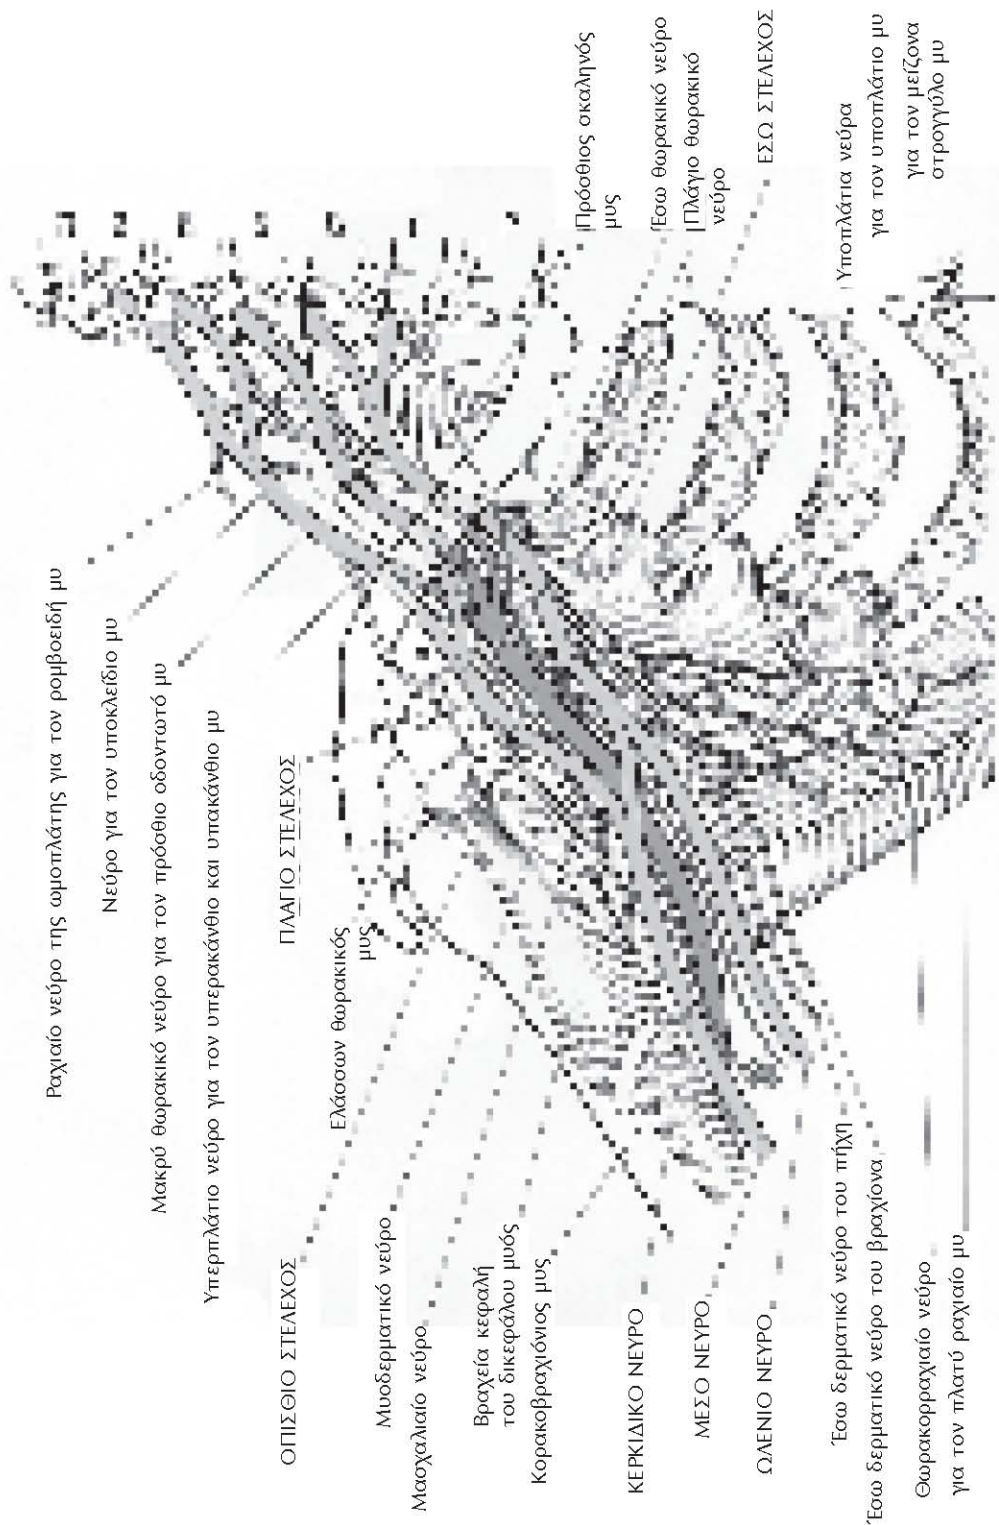 Ραχιαίο νεύρο της ωμοπλάτης για τον ρομβοειδή μυ
Νεύρο για τον υποκλείδιο μυ
Μακρύ θωρακικό νεύρο για τον πρόσθιο οδοντωτό μυ
Υπερπλάτιο νεύρο για τον υπερακάνθιο και υπακάνθιο μυ
ΠΛΑΓΙΟ ΣΤΕΛΕΧΟΣ
Ελάσσων θωρακικός
μυς
ΟΠΙΣΘΙΟ ΣΤΕΛΕΧΟΣ
Μυοδερματικό νεύρο
Μασχαλιαίο νεύρο
Βραχεία κεφαλή
του δικεφάλου μυός
Κορακοβραχιόνιος μυς
ΚΕΡΚΙΔΙΚΟ ΝΕΥΡΟ
ΜΕΣΟ ΝΕΥΡΟ
ΩΛΕΝΙΟ ΝΕΥΡΟ
Έσω δερματικό νεύρο του πήχη
Έσω δερματικό νεύρο του βραχίονα
Θωρακορραχιαίο νεύρο
για τον πλατύ ραχιαίο μυ
Πρόσθιος σκαληνός
μυς
Έσω θωρακικό νεύρο
Πλάγιο θωρακικό
νεύρο
ΕΣΩ ΣΤΕΛΕΧΟΣ
Υποπλάτια νεύρα
για τον υποπλάτιο μυ
για τον μείζονα
στρογγύλο μυ